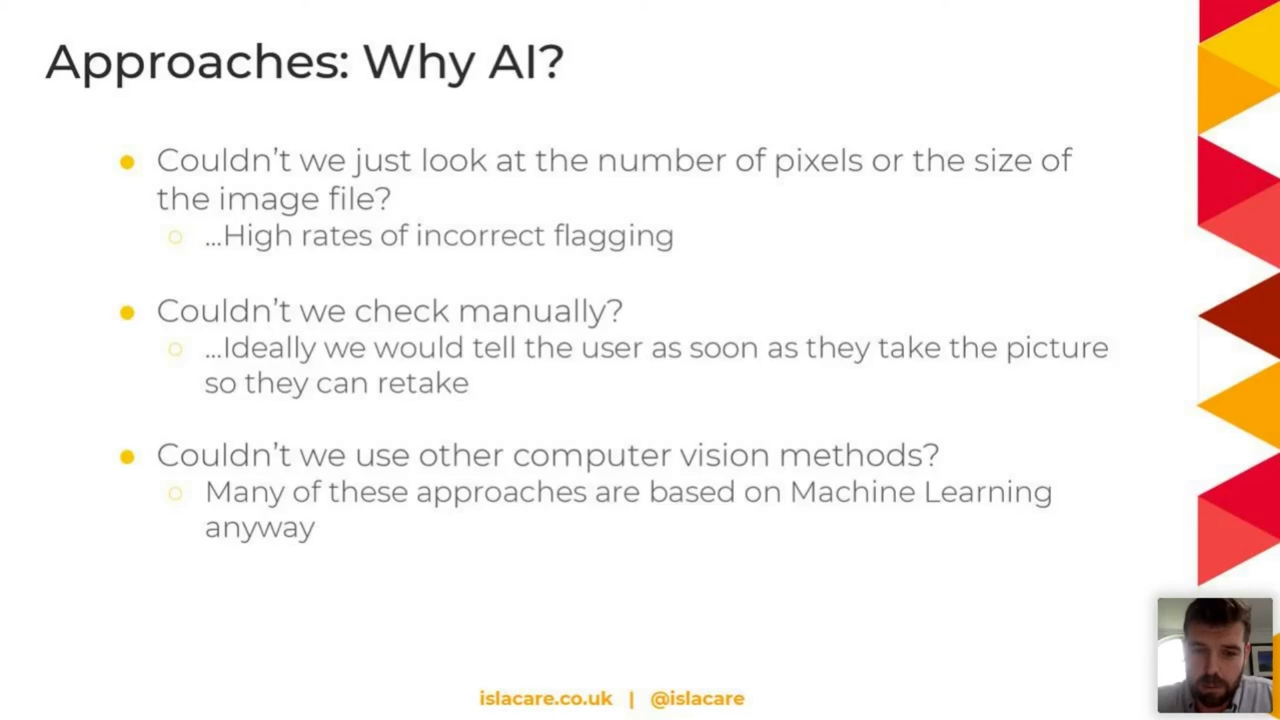 Approaches: Why AI?
Couldn't we just look at the number of pixels or the size of
the image file?
...High rates of incorrect flagging
Couldn't we check manually?
...Ideally we would tell the user as soon as they take the picture
so they can retake
Couldn't we use other computer vision methods?
Many of these approaches are based on Machine Learning
anyway
islacare.co.uk | @islacare